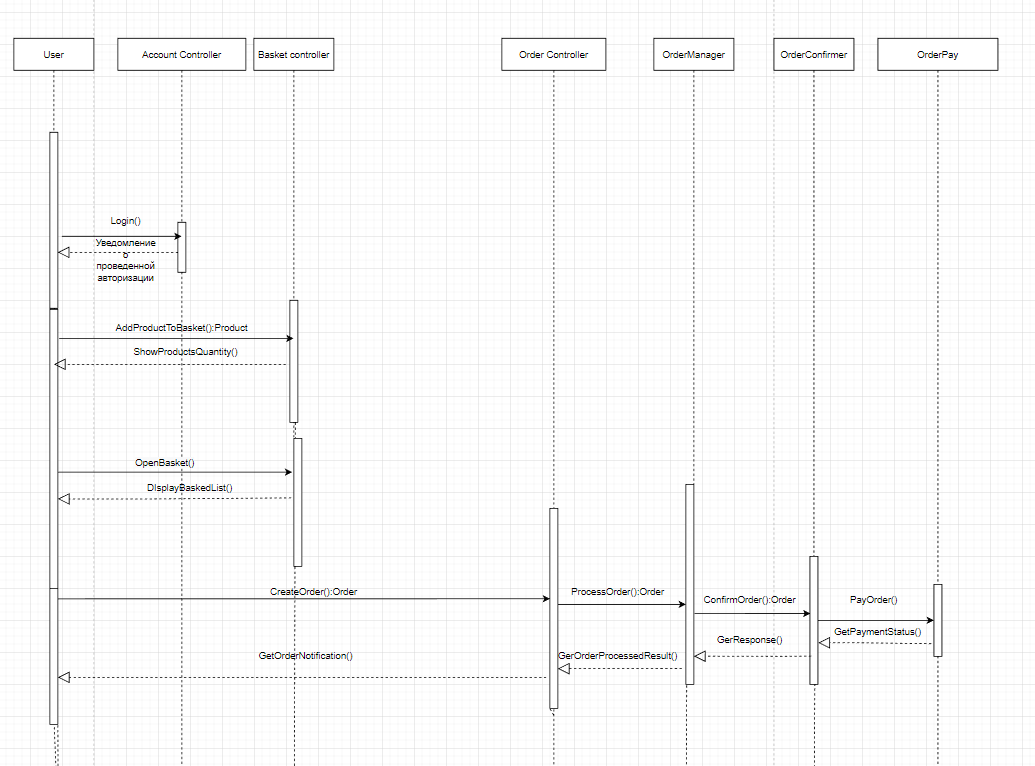 User
Account Controller
Basket controller
Order Controller
OrderManager
OrderConfirmer
OrderPay
Login()
Уведомление
о
проведенной
авторизации
AddProductToBasket():Product
ShowProductsQuantity()
OpenBasket()
DIsplayBaskedList()
CreateOrder():Order
ProcessOrder():Order
ConfirmOrder():Order
PayOrder()
GetPaymentStatus()
GerResponse()
GerOrderProcessedResult()
GetOrderNotification()